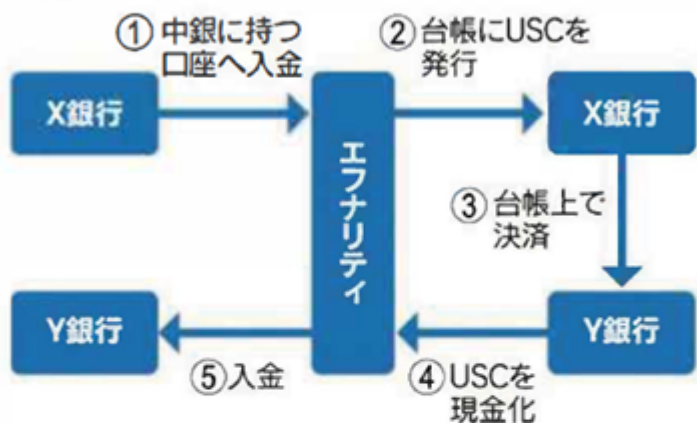 ① 中銀に持つ
口座へ入金
② 台帳にUSCを
発行
X銀行
エフナリティ
X銀行
③ 台帳上で
決済
Y銀行
Y銀行
⑤ 入金
④ USCを
現金化